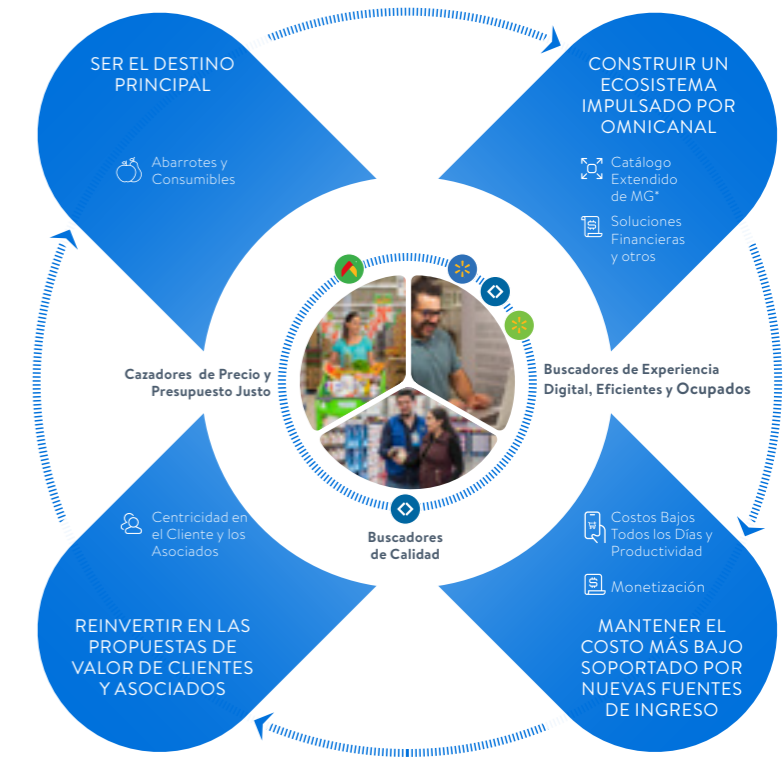 SER EL DESTINO
PRINCIPAL
Abarrotes y
Consumibles
CONSTRUIR UN
ECOSISTEMA
IMPULSADO POR
OMNICANAL
Catálogo
Extendido
de MG*
Soluciones
Financieras
y otros
Cazadores de Precio y
Presupuesto Justo
Buscadores de Experiencia
Digital, Eficientes y Ocupados
Buscadores
de Calidad
Centricidad en
el Cliente y los
Asociados
REINVERTIR EN LAS
PROPUESTAS DE
VALOR DE CLIENTES
Y ASOCIADOS
Costos Bajos
Todos los Días y
Productividad
Monetización
MANTENER EL
COSTO MÁS BAJO
SOPORTADO POR
NUEVAS FUENTES
DE INGRESO